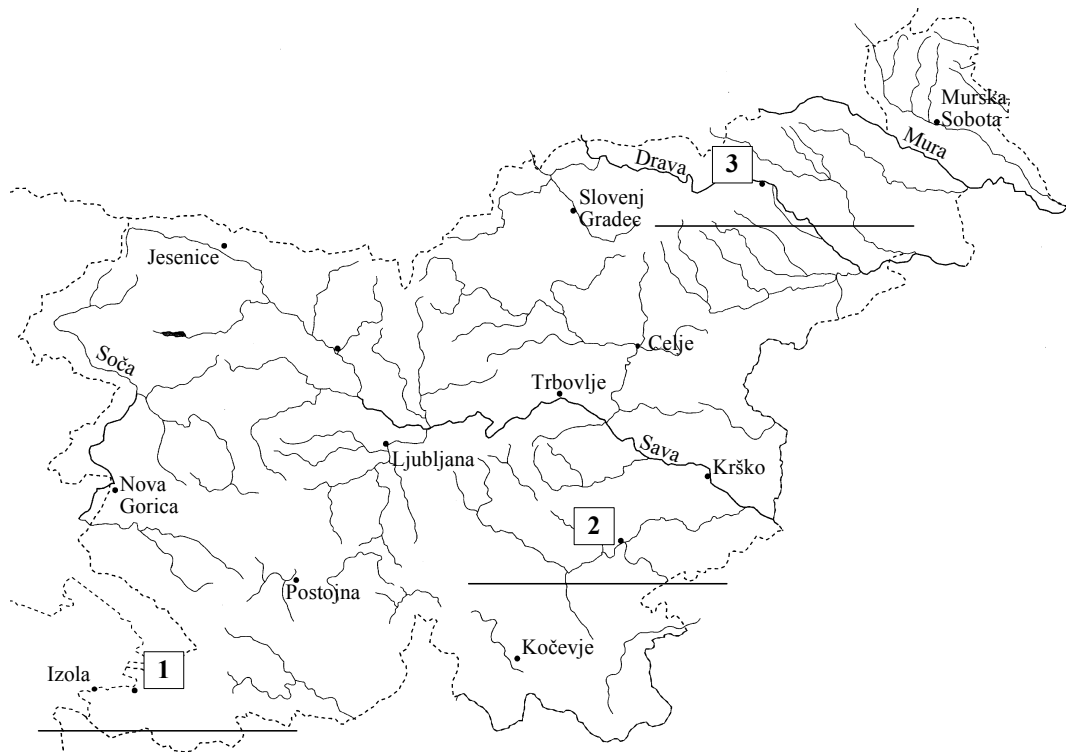 Murska
Sobota
Mura
Drava
3
Slovenj
Gradec
Jesenice
Soča
Celje
Trbovlje
Ljubljana
Sava
Krško
Nova
Gorica
2
Postojna
Kočevje
1
Izola